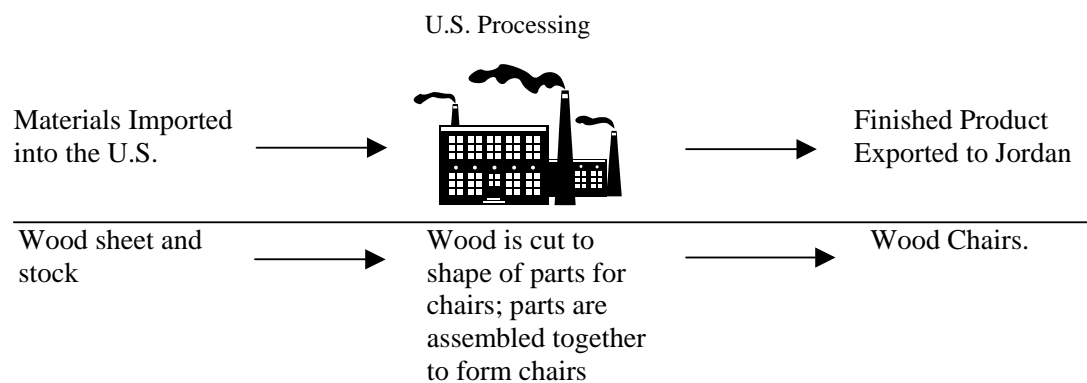 U.S. Processing
Materials Imported
into the U.S.
Finished Product
Exported to Jordan
Wood sheet and
stock
Wood is cut to
shape of parts for
chairs; parts are
assembled together
to form chairs
Wood Chairs.